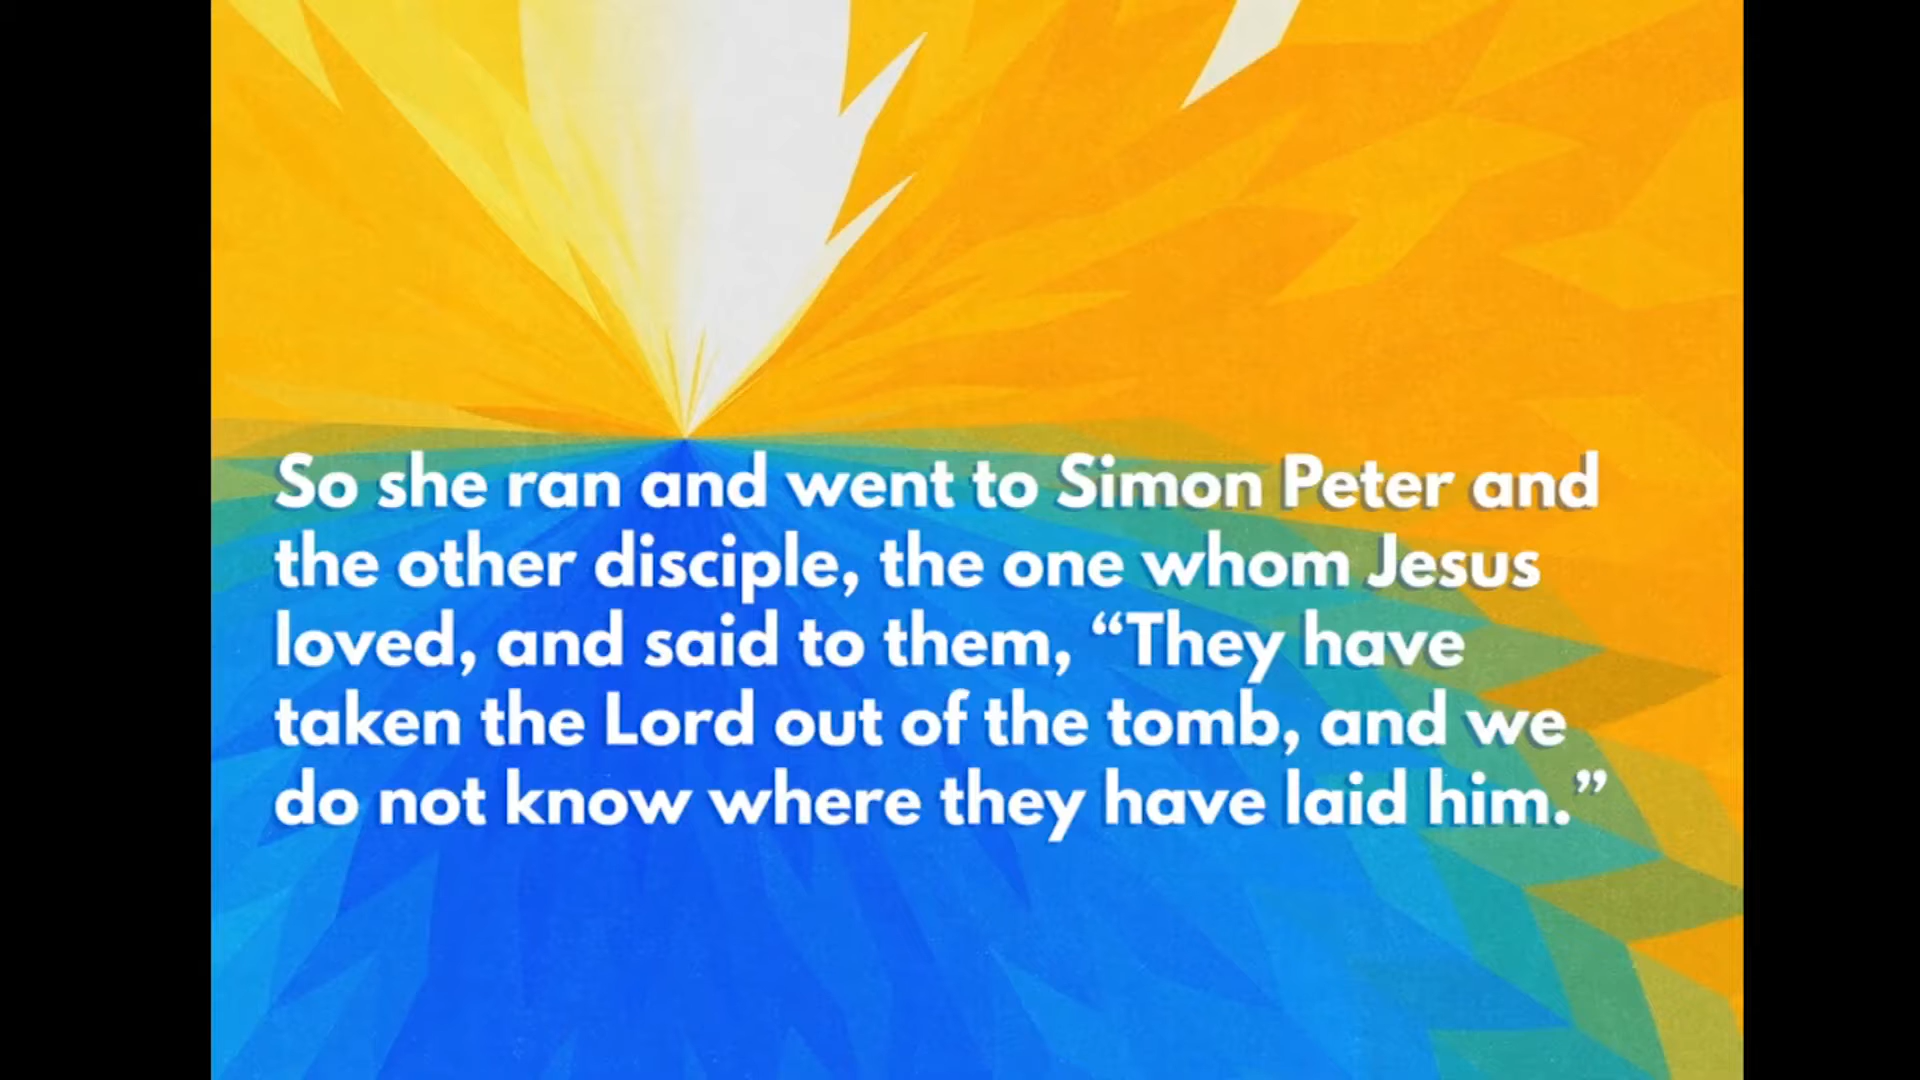 So she ran and went to Simon Peter and
the other disciple, the one whom Jesus
loved, and said to them, “They have
taken the Lord out of the tomb, and we
do not know where they have laid him.”